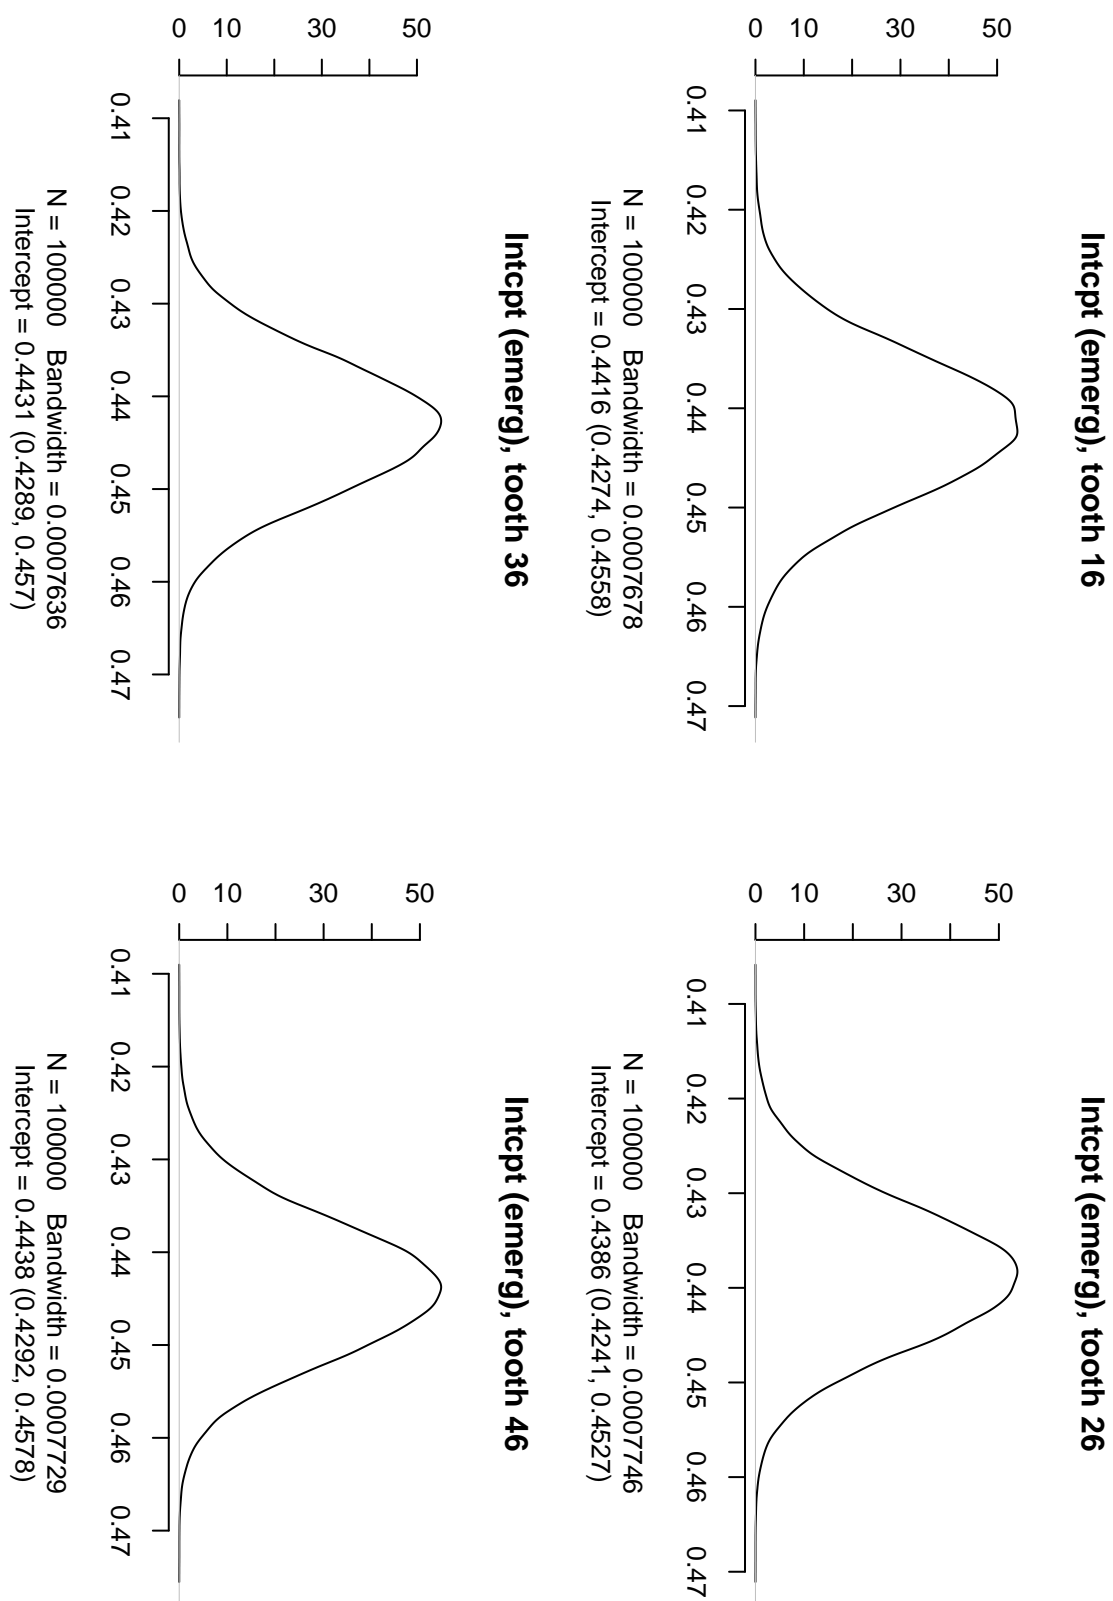 Intcpt (emerg), tooth 16
0 10 30 50
0.41 0.42 0.43 0.44 0.45 0.46 0.47
N = 100000 Bandwidth = 0.0007678
Intercept = 0.4416 (0.4274, 0.4558)
Intcpt (emerg), tooth 26
0 10 30 50
0.41 0.42 0.43 0.44 0.45 0.46 0.47
N = 100000 Bandwidth = 0.0007746
Intercept = 0.4386 (0.4241, 0.4527)
Intcpt (emerg), tooth 36
0 10 30 50
0.41 0.42 0.43 0.44 0.45 0.46 0.47
N = 100000 Bandwidth = 0.0007636
Intercept = 0.4431 (0.4289, 0.457)
Intcpt (emerg), tooth 46
0 10 30 50
0.41 0.42 0.43 0.44 0.45 0.46 0.47
N = 100000 Bandwidth = 0.0007729
Intercept = 0.4438 (0.4292, 0.4578)